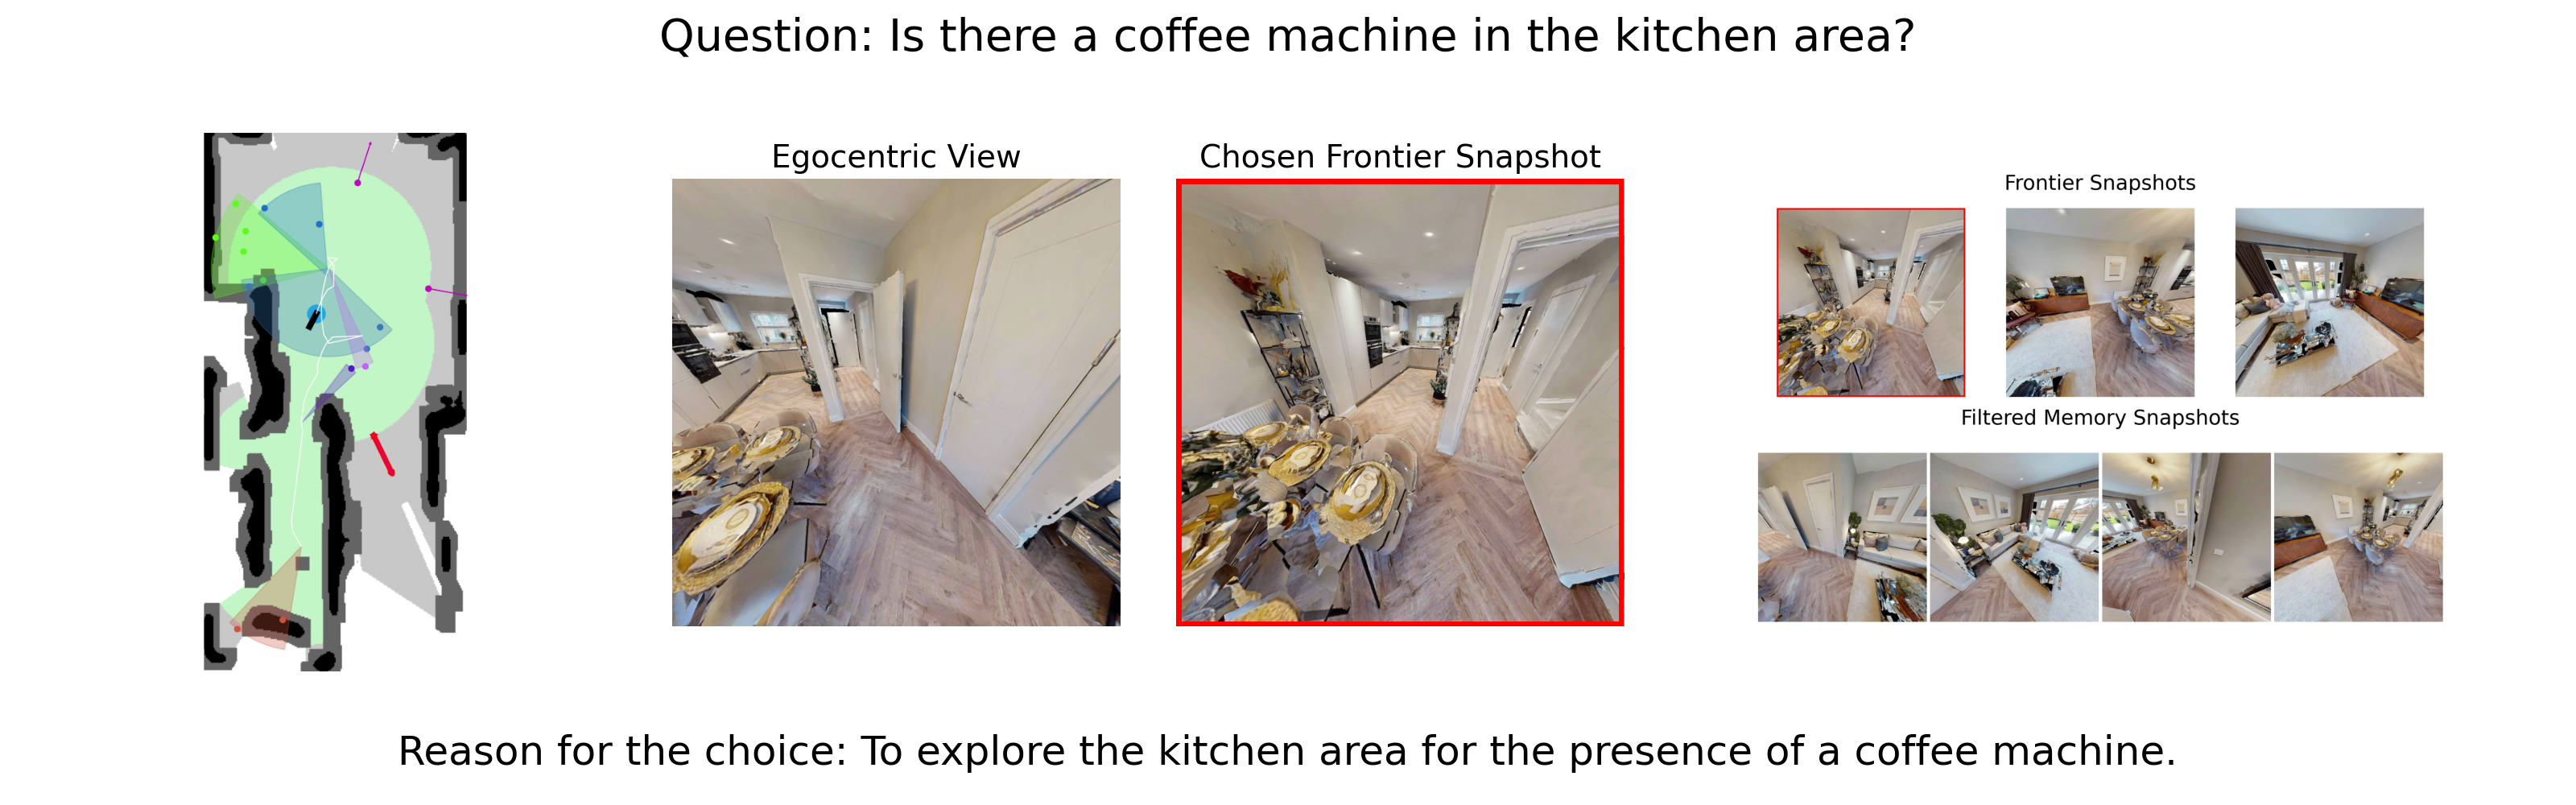 Question: Is there a coffee machine in the kitchen area?
Egocentric View
Chosen Frontier Snapshot
Frontier Snapshots
Filtered Memory Snapshots
Reason for the choice: To explore the kitchen area for the presence of a coffee machine.